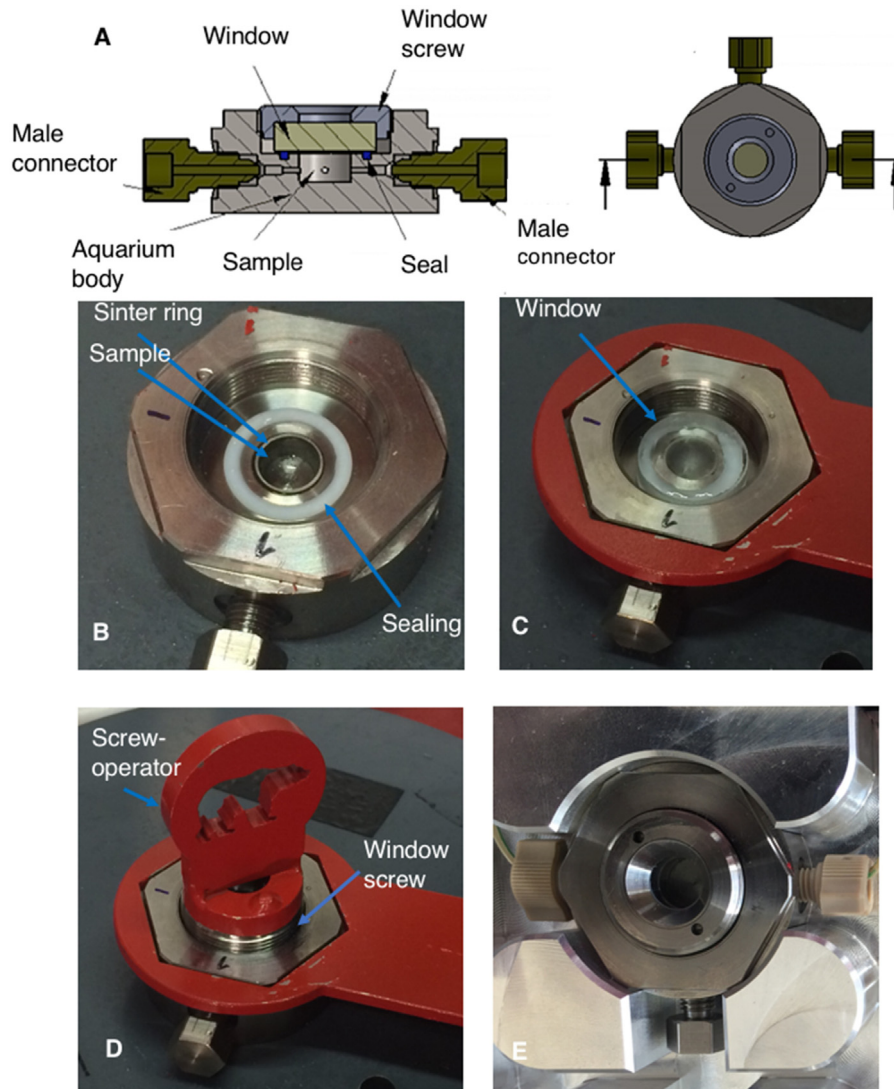 A
Window
Window
screw
Male
connector
Aquarium
body
Sample
Seal
Male
connector
Sinter ring
Sample
Sealing
B
Window
C
Screw-
operator
Window
screw
D
E